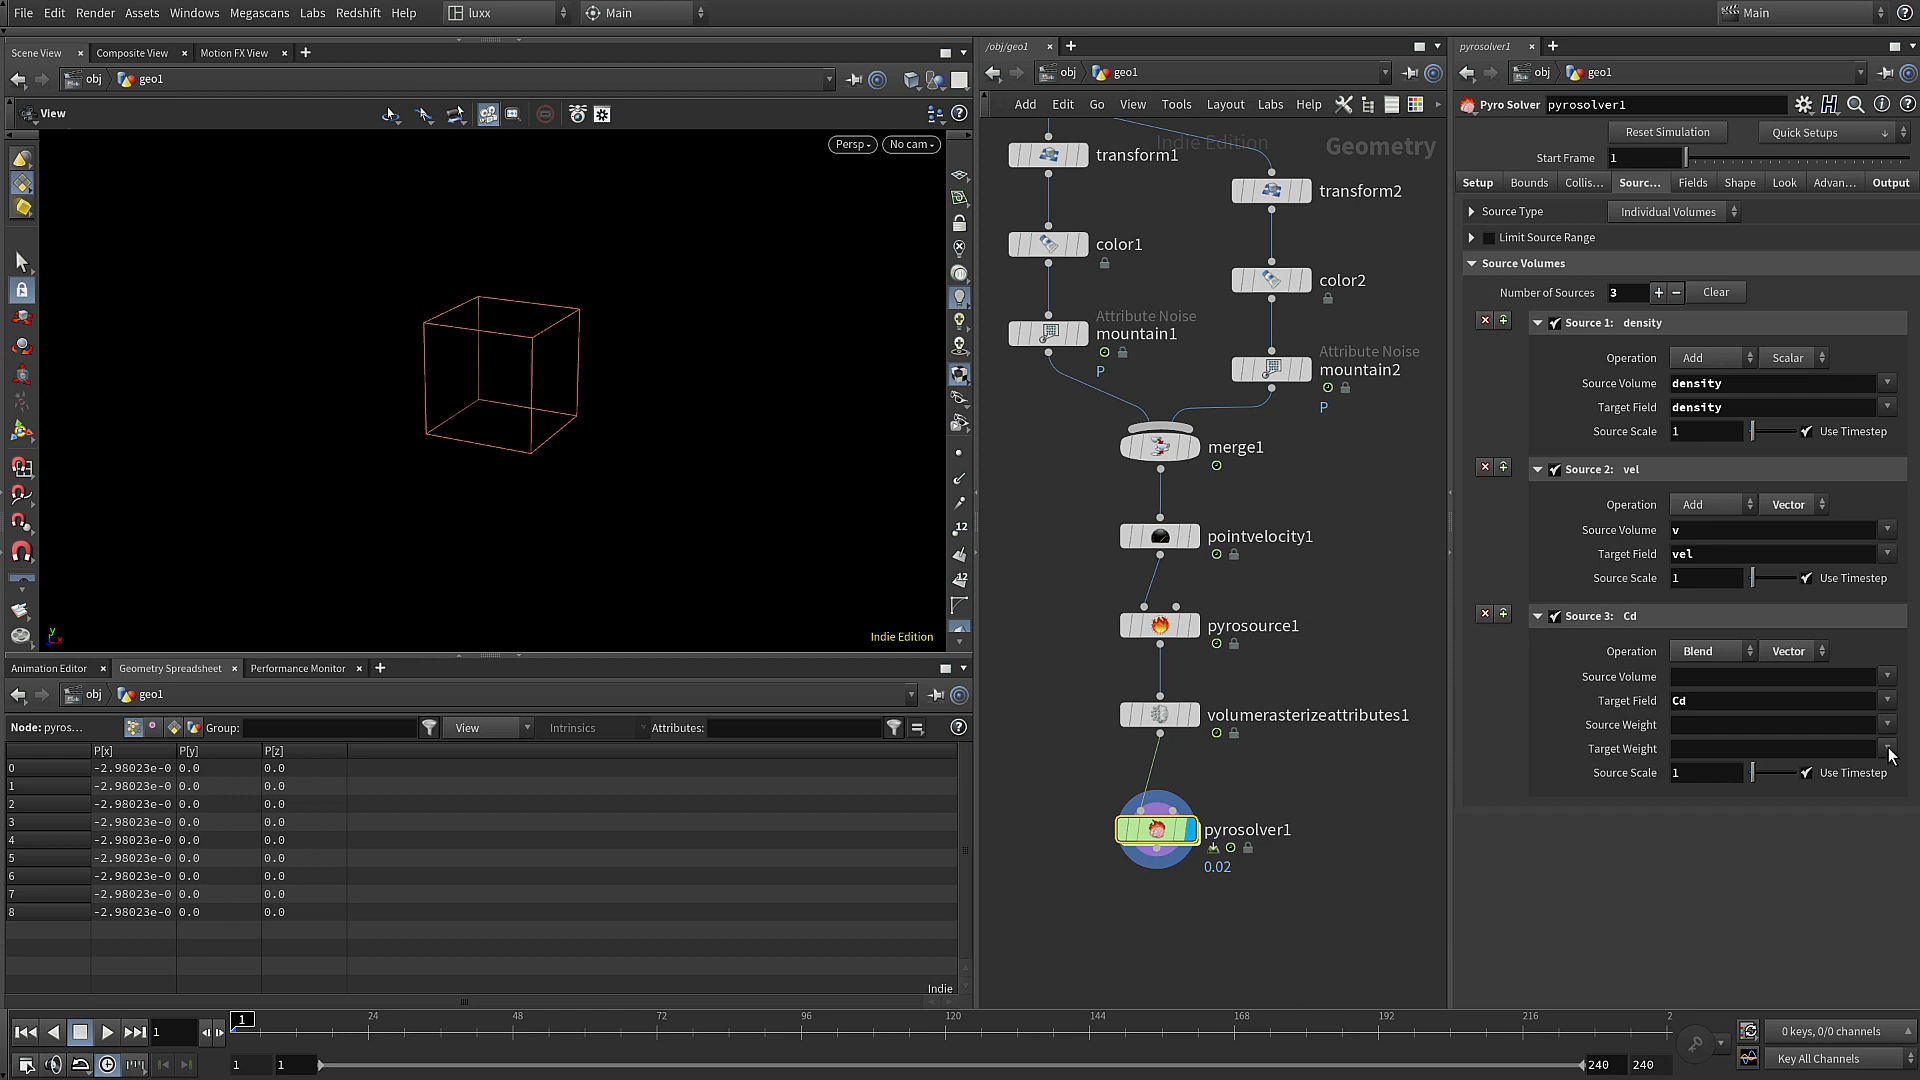 File Edit Render Assets Windows Megascans Labs Redshift Help luxx Main Main
Scene View Composite View Motion FX View
obj geo1
View
Persp No cam
Indie Edition
12
12
y
x
Animation Editor Geometry Spreadsheet Performance Monitor
obj geo1
Node: pyros... Group: View Intrinsics Attributes:
P[x] P[y] P[z]
0 -2.98023e-0 0.0 0.0
1 -2.98023e-0 0.0 0.0
2 -2.98023e-0 0.0 0.0
3 -2.98023e-0 0.0 0.0
4 -2.98023e-0 0.0 0.0
5 -2.98023e-0 0.0 0.0
6 -2.98023e-0 0.0 0.0
7 -2.98023e-0 0.0 0.0
8 -2.98023e-0 0.0 0.0
Indie
/obj/geo1
obj geo1
Add Edit Go View Tools Layout Labs Help
Indie Edition Geometry
transform1
transform2
color1
color2
Attribute Noise
mountain1
P
Attribute Noise
mountain2
P
merge1
pointvelocity1
pyrosource1
volumerasterizeattributes1
pyrosolver1
0.02
pyrosolver1
obj geo1
Pyro Solver pyrosolver1
Reset Simulation Quick Setups
Start Frame 1
Setup Bounds Collis... Sourc... Fields Shape Look Advan... Output
Source Type Individual Volumes
Limit Source Range
Source Volumes
Number of Sources 3 Clear
Source 1: density
Operation Add Scalar
Source Volume density
Target Field density
Source Scale 1 Use Timestep
Source 2: vel
Operation Add Vector
Source Volume v
Target Field vel
Source Scale 1 Use Timestep
Source 3: Cd
Operation Blend Vector
Source Volume
Target Field Cd
Source Weight
Target Weight
Source Scale 1 Use Timestep
1 1 24 48 72 96 120 144 168 192 216 2
0 keys, 0/0 channels
1 1 240 240
Key All Channels